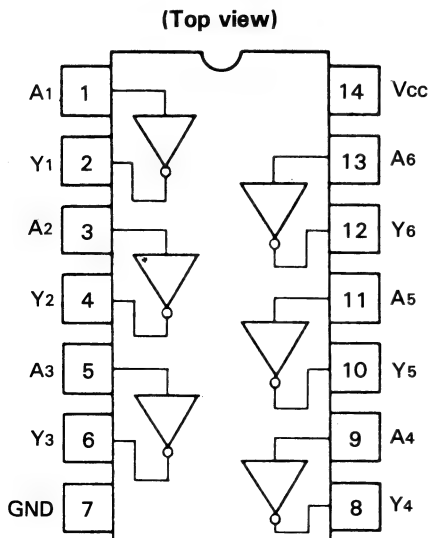 (Top view)
A1 1 14 Vcc
Y1 2 13 A6
A2 3 12 Y6
Y2 4 11 A5
A3 5 10 Y5
Y3 6 9 A4
GND 7 8 Y4